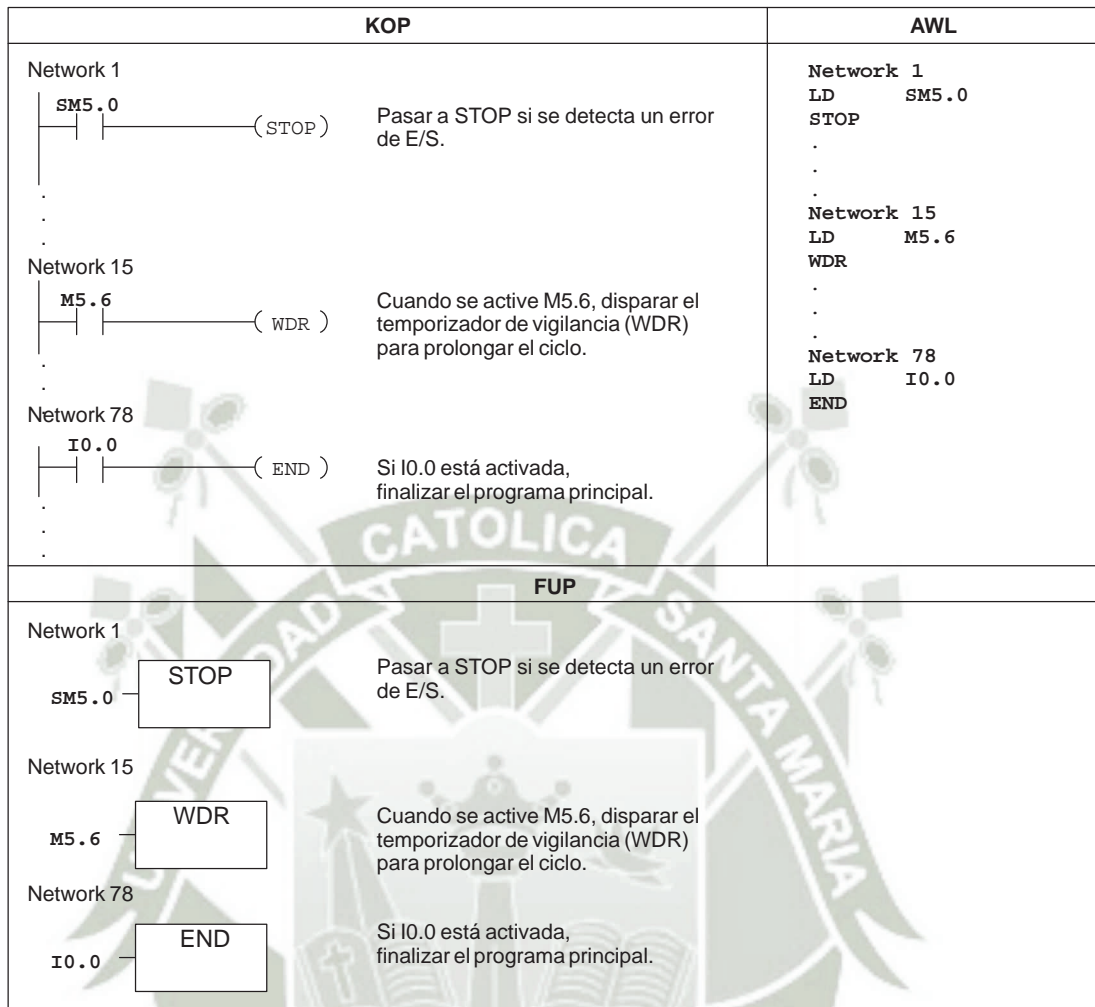 KOP
AWL
Network 1
SM5.0
(STOP)
Pasar a STOP si se detecta un error
de E/S.
.
.
.
Network 15
M5.6
( WDR )
Cuando se active M5.6, disparar el
temporizador de vigilancia (WDR)
para prolongar el ciclo.
.
.
.
Network 78
I0.0
( END )
Si I0.0 está activada,
finalizar el programa principal.
.
.
.
Network 1
LD SM5.0
STOP
.
.
.
Network 15
LD M5.6
WDR
.
.
.
Network 78
LD I0.0
END
FUP
Network 1
SM5.0
STOP
Pasar a STOP si se detecta un error
de E/S.
Network 15
M5.6
WDR
Cuando se active M5.6, disparar el
temporizador de vigilancia (WDR)
para prolongar el ciclo.
Network 78
I0.0
END
Si I0.0 está activada,
finalizar el programa principal.
UNIVERSIDAD CATOLICA SANTA MARIA